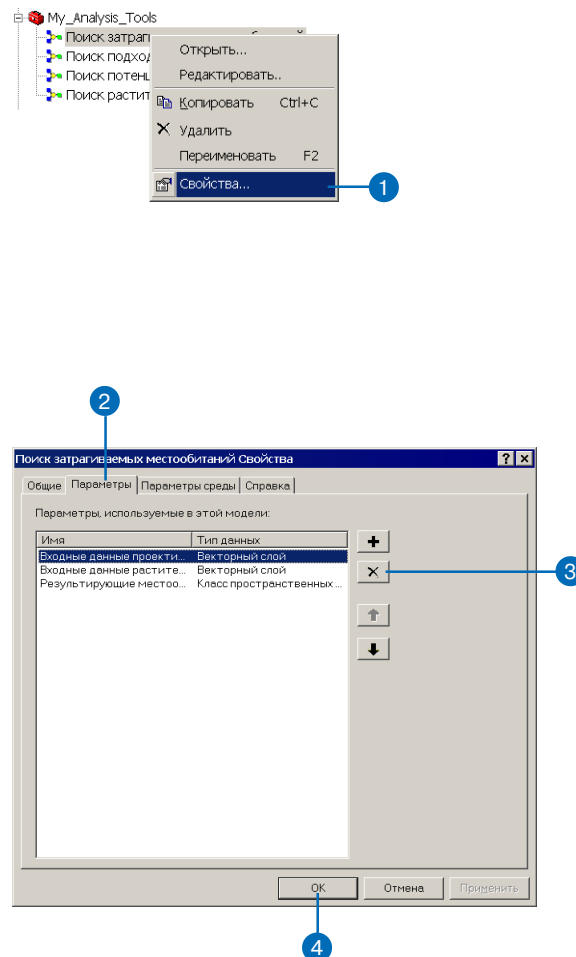 My_Analysis_Tools
Поиск затраг
Поиск подход
Поиск потенц
Поиск растит
Открыть...
Редактировать..
Копировать Ctrl+C
Удалить
Переименовать F2
Свойства...
1
2
Поиск затрагиваемых местообитаний Свойства
Общие Параметры Параметры среды Справка
Параметры, используемые в этой модели:
Имя Тип данных
Входные данные проекти... Векторный слой
Входные данные растите... Векторный слой
Результирующие местоо... Класс пространственных ...
3
OK Отмена Применить
4